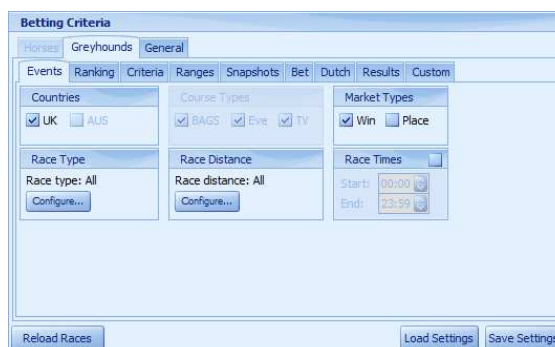 Betting Criteria
Horses Greyhounds General
Events Ranking Criteria Ranges Snapshots Bet Dutch Results Custom
Countries Course Types Market Types
UK AUS BAGS Eve TV Win Place
Race Type Race Distance Race Times
Race type: All Race distance: All Start: 00:00
Configure... Configure... End: 23:59
Reload Races Load Settings Save Settings